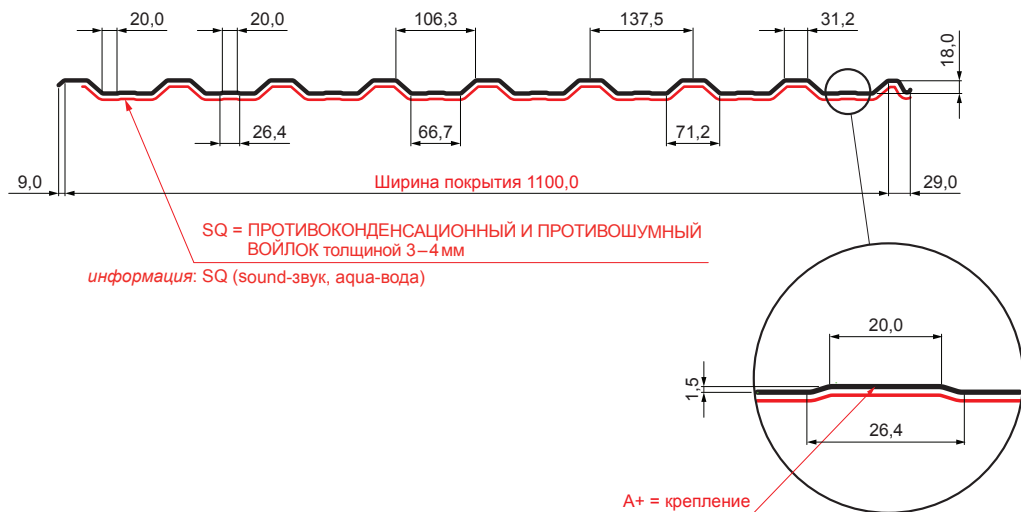 20,0
20,0
106,3
137,5
31,2
18,0
26,4
66,7
71,2
9,0
Ширина покрытия 1100,0
29,0
SQ = ПРОТИВОКОНДЕНСАЦИОННЫЙ И ПРОТИВОШУМНЫЙ
ВОЙЛОК толщиной 3–4 мм
информация: SQ (sound-звук, aqua-вода)
20,0
1,5
26,4
A+ = крепление